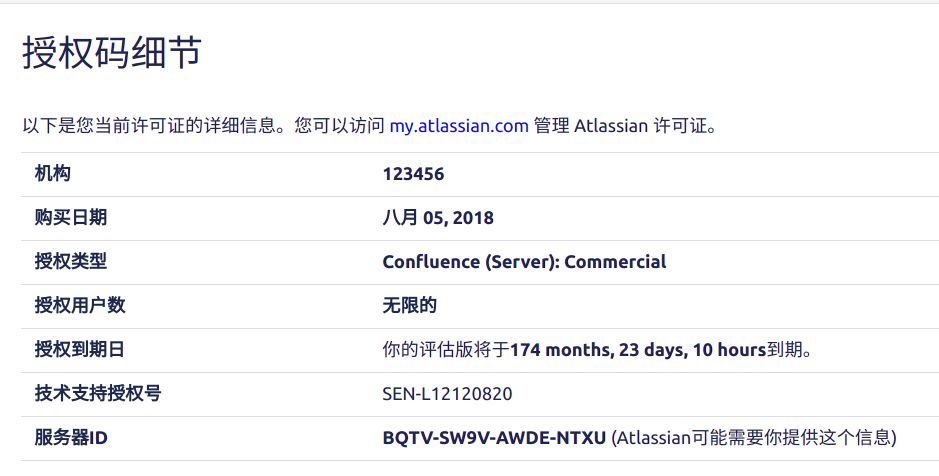 授权码细节
以下是您当前许可证的详细信息。您可以访问 my.atlassian.com 管理 Atlassian 许可证。
机构 123456
购买日期 八月 05, 2018
授权类型 Confluence (Server): Commercial
授权用户数 无限的
授权到期日 你的评估版将于174 months, 23 days, 10 hours到期。
技术支持授权号 SEN-L12120820
服务器ID BQTV-SW9V-AWDE-NTXU (Atlassian可能需要你提供这个信息)